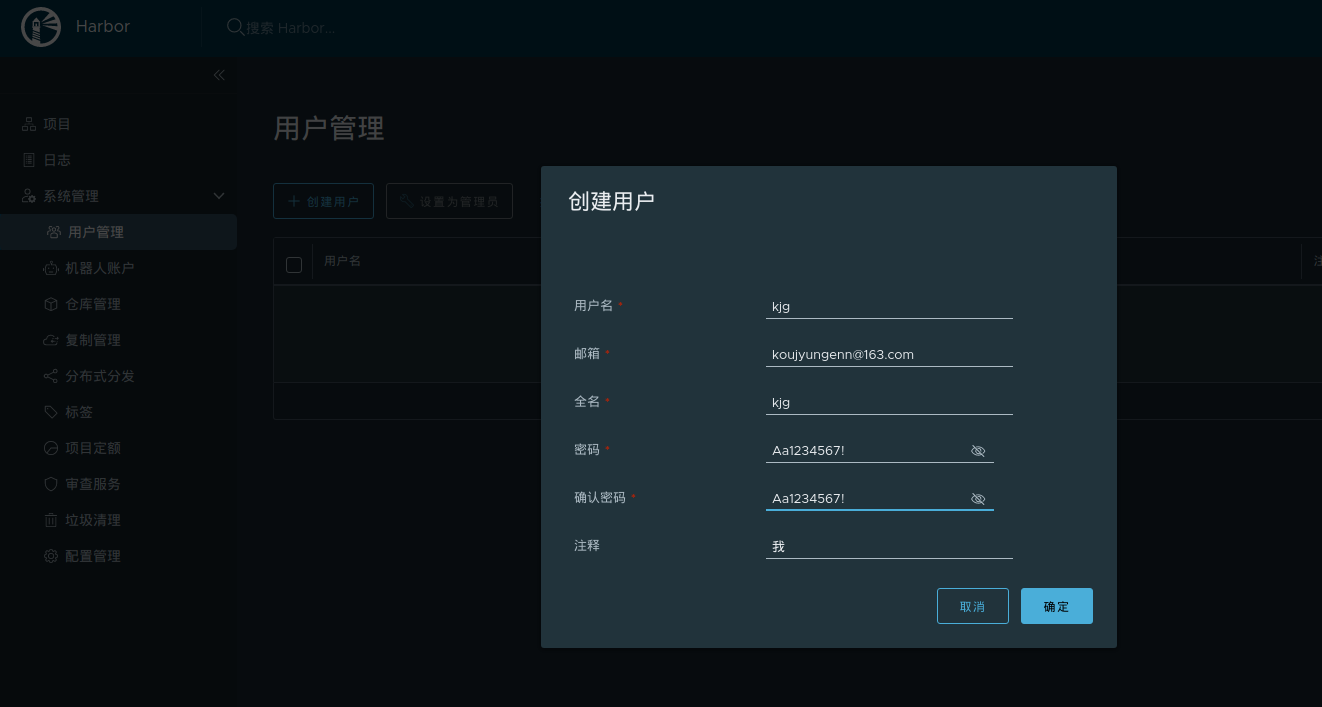 Harbor
搜索 Harbor...
项目
日志
系统管理
用户管理
机器人账户
仓库管理
复制管理
分布式分发
标签
项目定额
审查服务
垃圾清理
配置管理
用户管理
创建用户
设置为管理员
用户名
注
创建用户
用户名 *
kjg
邮箱 *
koujyungenn@163.com
全名 *
kjg
密码 *
Aa1234567!
确认密码 *
Aa1234567!
注释
我
取消
确定